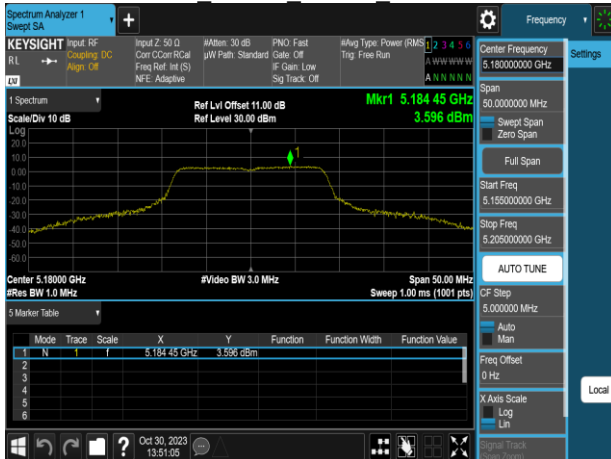 Spectrum Analyzer 1
Swept SA
Frequency
KEYSIGHT
Input: RF
Coupling: DC
Align: Off
Input Z: 50 Ω
Corr CCorr RCal
Freq Ref: Int (S)
NFE: Adaptive
#Atten: 30 dB
µW Path: Standard
PNO: Fast
Gate: Off
IF Gain: Low
Sig Track: Off
#Avg Type: Power (RMS
Trig: Free Run
1 2 3 4 5 6
A W W W W W
A N N N N N
R L
LXI
1 Spectrum
Scale/Div 10 dB
Ref Lvl Offset 11.00 dB
Ref Level 30.00 dBm
Mkr1 5.184 45 GHz
3.596 dBm
Log
20.0
10.0
0.00
-10.0
-20.0
-30.0
-40.0
-50.0
-60.0
1
Center 5.18000 GHz
#Video BW 3.0 MHz
Span 50.00 MHz
#Res BW 1.0 MHz
Sweep 1.00 ms (1001 pts)
5 Marker Table
Mode Trace Scale X Y Function Function Width Function Value
1 N 1 f 5.184 45 GHz 3.596 dBm
2
3
4
5
6
Oct 30, 2023
13:51:05
Center Frequency
5.180000000 GHz
Settings
Span
50.0000000 MHz
Swept Span
Zero Span
Full Span
Start Freq
5.155000000 GHz
Stop Freq
5.205000000 GHz
AUTO TUNE
CF Step
5.000000 MHz
Auto
Man
Freq Offset
0 Hz
Local
X Axis Scale
Log
Lin
Signal Track
(Span Zoom)